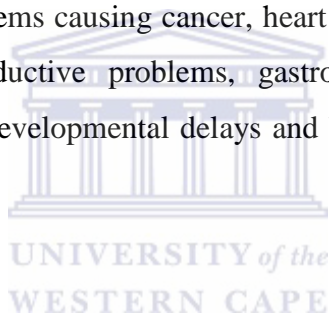 ems causing cancer, heart
ductive problems, gastro
evelopmental delays and
UNIVERSITY of the
WESTERN CAPE